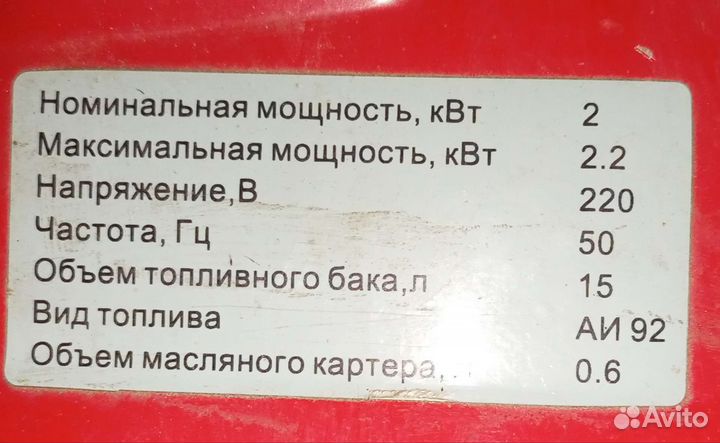 Номинальная мощность, кВт 2
Максимальная мощность, кВт 2.2
Напряжение,В 220
Частота, Гц 50
Объем топливного бака,л 15
Вид топлива АИ 92
Объем масляного картера, 0.6
Avito